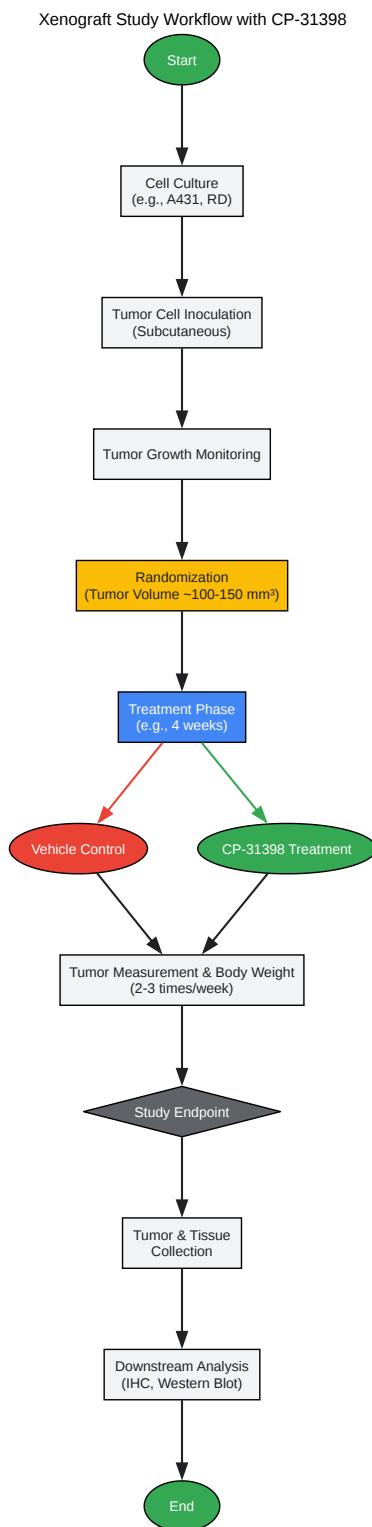 Xenograft Study Workflow with CP-31398
Start
Cell Culture
(e.g., A431, RD)
Tumor Cell Inoculation
(Subcutaneous)
Tumor Growth Monitoring
Randomization
(Tumor Volume ~100-150 mm³)
Treatment Phase
(e.g., 4 weeks)
Vehicle Control
CP-31398 Treatment
Tumor Measurement & Body Weight
(2-3 times/week)
Study Endpoint
Tumor & Tissue
Collection
Downstream Analysis
(IHC, Western Blot)
End